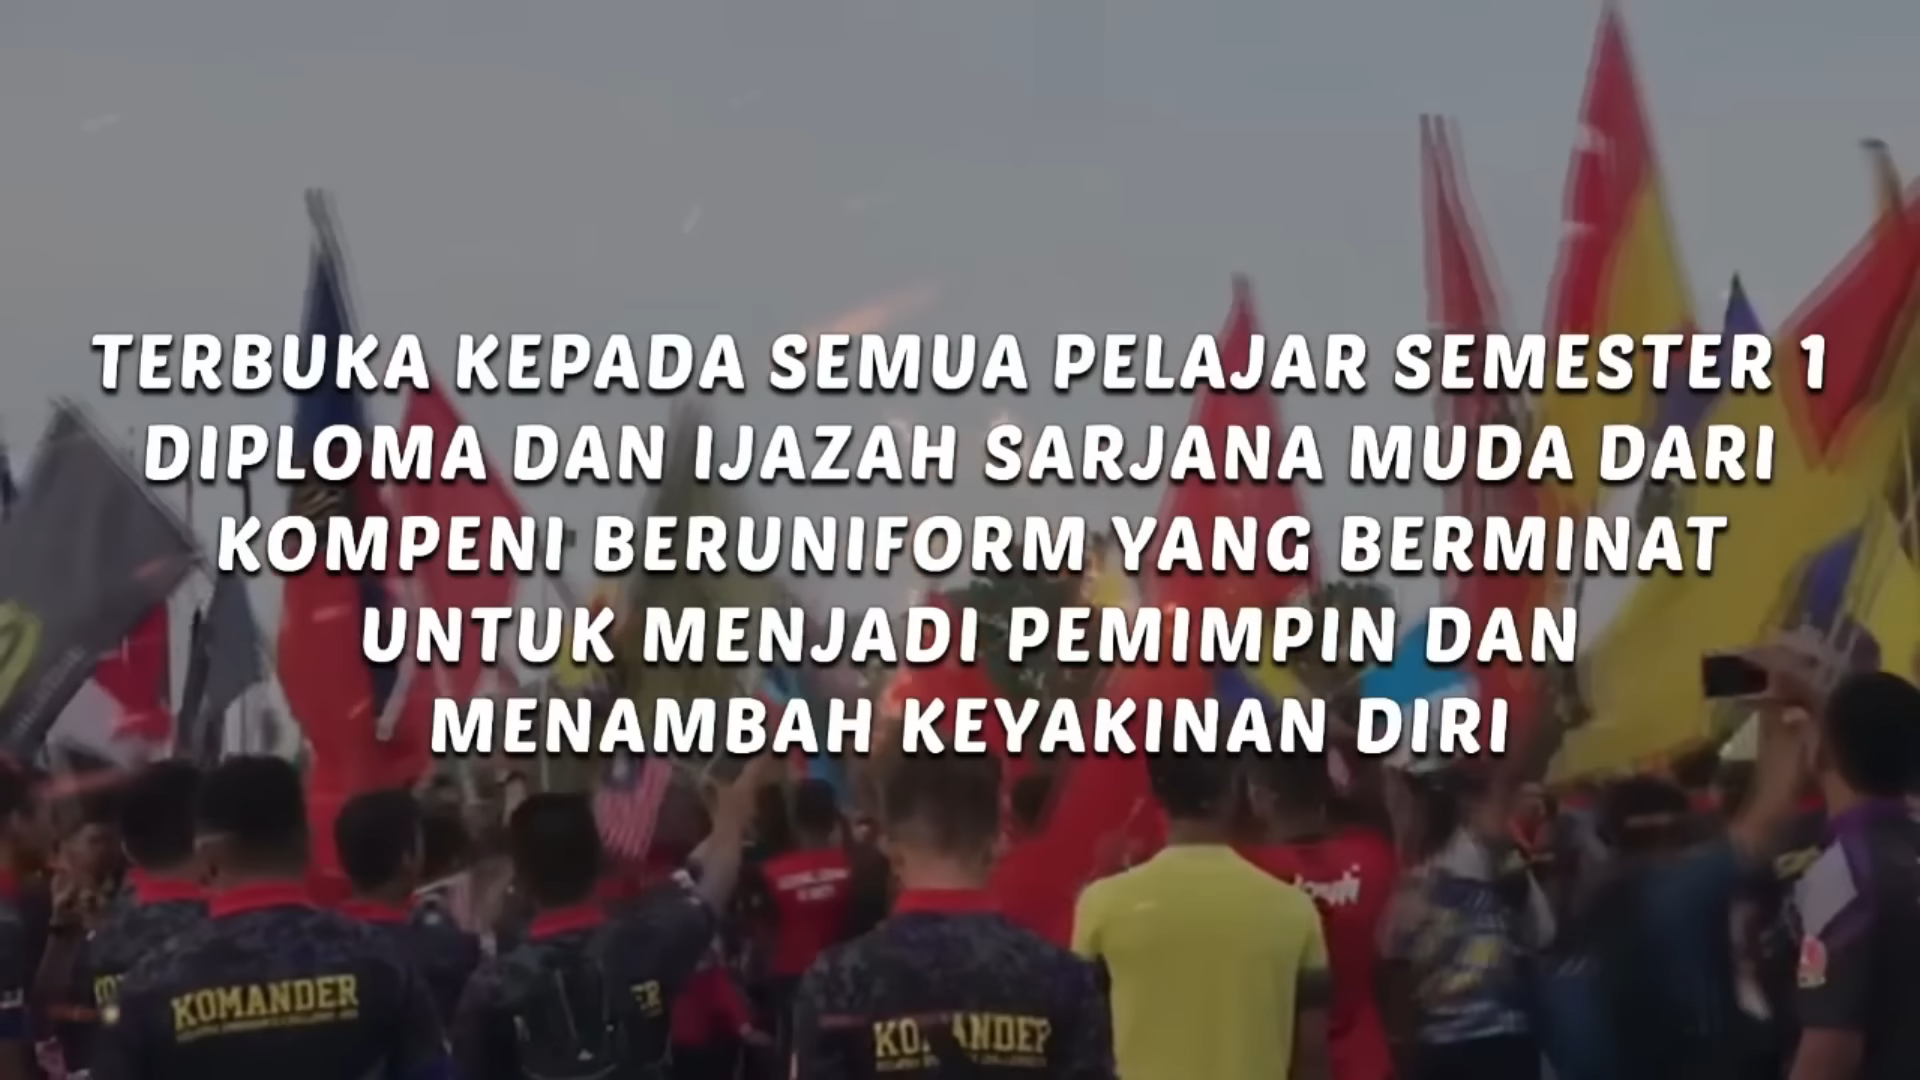 TERBUKA KEPADA SEMUA PELAJAR SEMESTER 1
DIPLOMA DAN IJAZAH SARJANA MUDA DARI
KOMPENI BERUNIFORM YANG BERMINAT
UNTUK MENJADI PEMIMPIN DAN
MENAMBAH KEYAKINAN DIRI
KOMANDER